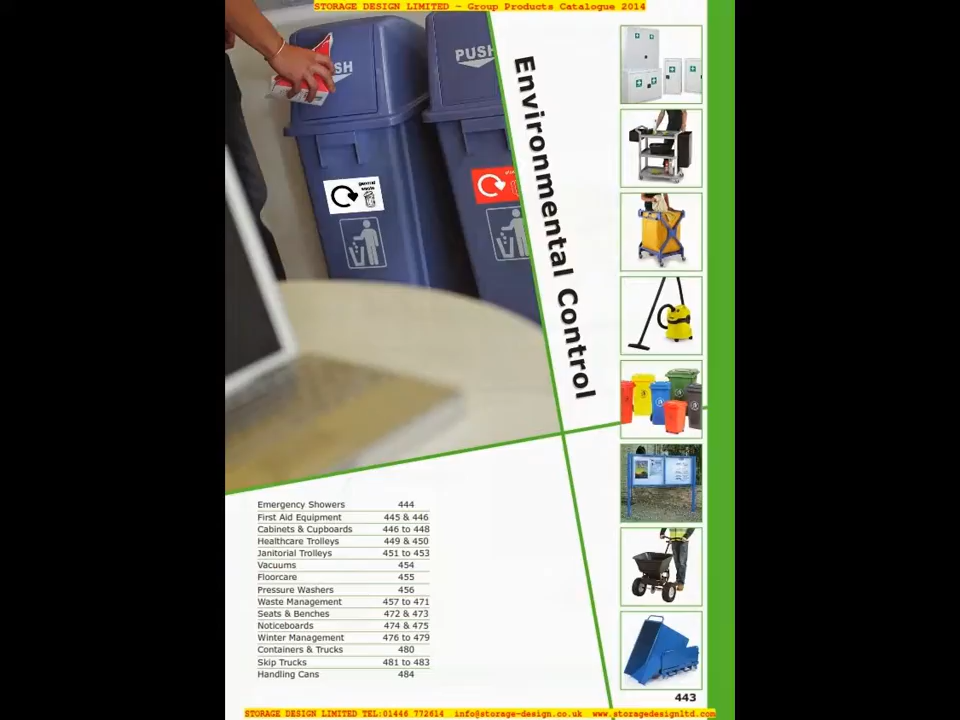 STORAGE DESIGN LIMITED ~ Group Products Catalogue 2014
PUSH
SH
general
waste
Environmental Control
Emergency Showers 444
First Aid Equipment 445 & 446
Cabinets & Cupboards 446 to 448
Healthcare Trolleys 449 & 450
Janitorial Trolleys 451 to 453
Vacuums 454
Floorcare 455
Pressure Washers 456
Waste Management 457 to 471
Seats & Benches 472 & 473
Noticeboards 474 & 475
Winter Management 476 to 479
Containers & Trucks 480
Skip Trucks 481 to 483
Handling Cans 484
443
STORAGE DESIGN LIMITED TEL:01446 772614 info@storage-design.co.uk www.storagedesignltd.com